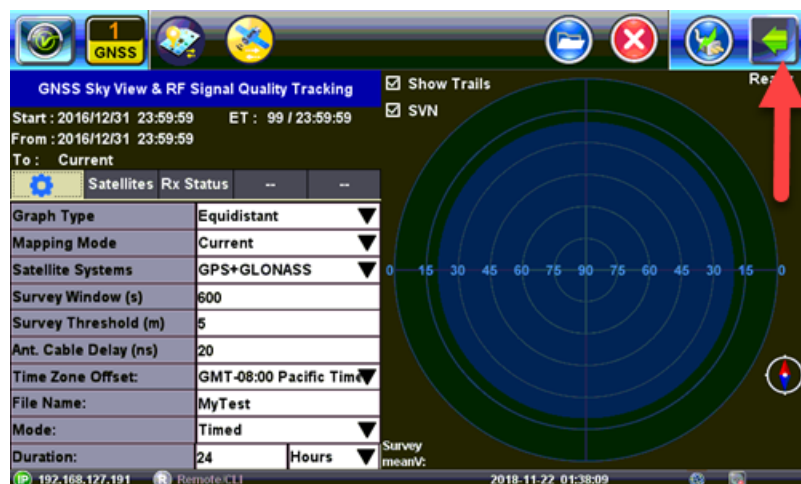 1
GNSS
GNSS Sky View & RF Signal Quality Tracking
Start : 2016/12/31 23:59:59 ET : 99 / 23:59:59
From : 2016/12/31 23:59:59
To : Current
Satellites Rx Status -- --
Graph Type Equidistant
Mapping Mode Current
Satellite Systems GPS+GLONASS
Survey Window (s) 600
Survey Threshold (m) 5
Ant. Cable Delay (ns) 20
Time Zone Offset: GMT-08:00 Pacific Time
File Name: MyTest
Mode: Timed
Duration: 24 Hours
Show Trails
SVN
0 15 30 45 60 75 90 75 60 45 30 15 0
Survey
meanV:
IP 192.168.127.191 R Remote/CLI 2018-11-22 01:38:09